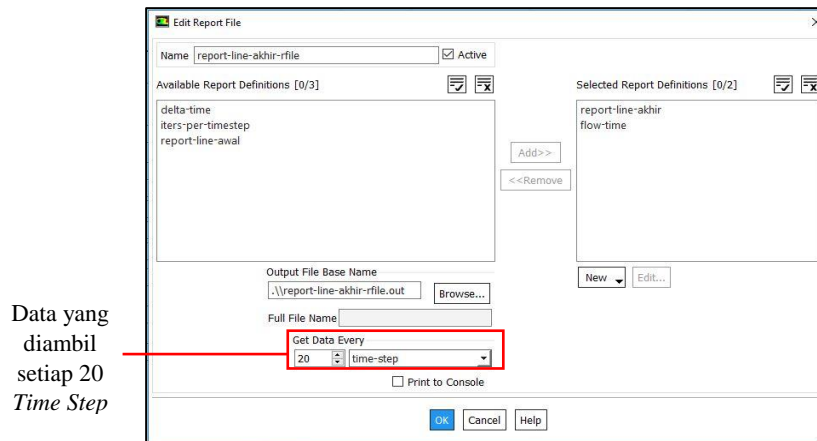 Edit Report File
Name report-line-akhir-rfile Active
Available Report Definitions [0/3]
delta-time
iters-per-timestep
report-line-awal
Add>>
<<Remove
Selected Report Definitions [0/2]
report-line-akhir
flow-time
New Edit...
Output File Base Name
.\\report-line-akhir-rfile.out Browse...
Full File Name
Get Data Every
20 time-step
Print to Console
OK Cancel Help
Data yang
diambil
setiap 20
Time Step